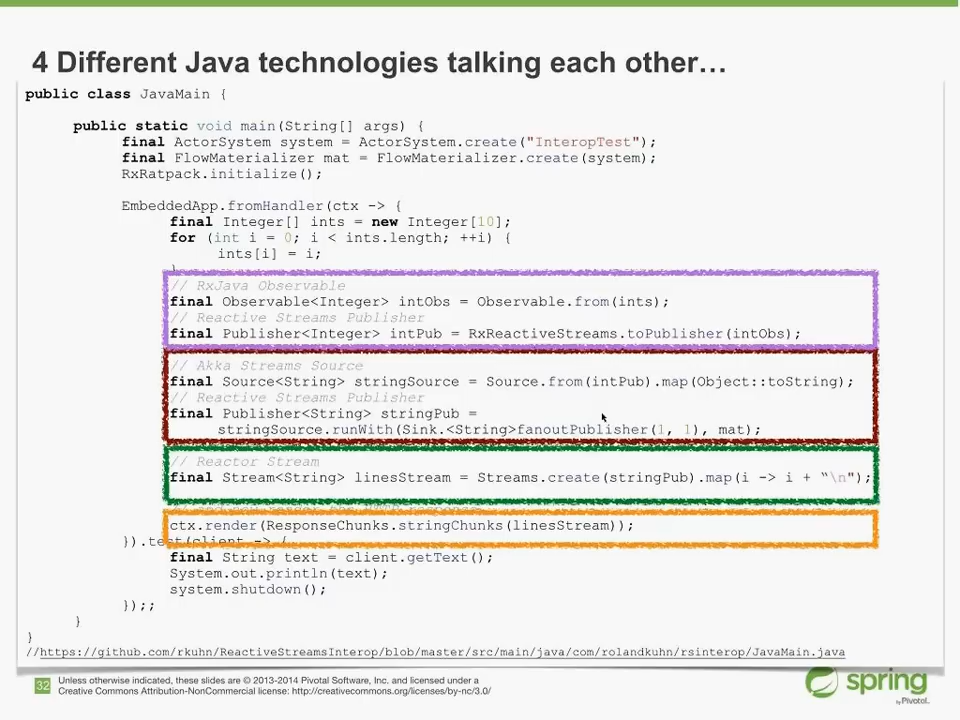 4 Different Java technologies talking each other…
public class JavaMain {
public static void main(String[] args) {
final ActorSystem system = ActorSystem.create("InteropTest");
final FlowMaterializer mat = FlowMaterializer.create(system);
RxRatpack.initialize();
EmbeddedApp.fromHandler(ctx -> {
final Integer[] ints = new Integer[10];
for (int i = 0; i < ints.length; ++i) {
ints[i] = i;
}
// RxJava Observable
final Observable<Integer> intObs = Observable.from(ints);
// Reactive Streams Publisher
final Publisher<Integer> intPub = RxReactiveStreams.toPublisher(intObs);
// Akka Streams Source
final Source<String> stringSource = Source.from(intPub).map(Object::toString);
// Reactive Streams Publisher
final Publisher<String> stringPub =
stringSource.runWith(Sink.<String>fanoutPublisher(1, 1), mat);
// Reactor Stream
final Stream<String> linesStream = Streams.create(stringPub).map(i -> i + “\n");
// and now render the HTTP response
ctx.render(ResponseChunks.stringChunks(linesStream));
}).test(client -> {
final String text = client.getText();
System.out.println(text);
system.shutdown();
});;
}
}
//https://github.com/rkuhn/ReactiveStreamsInterop/blob/master/src/main/java/com/rolandkuhn/rsinterop/JavaMain.java
32
Unless otherwise indicated, these slides are © 2013-2014 Pivotal Software, Inc. and licensed under a
Creative Commons Attribution-NonCommercial license: http://creativecommons.org/licenses/by-nc/3.0/
spring
by Pivotal.